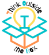 Think outside
the box.